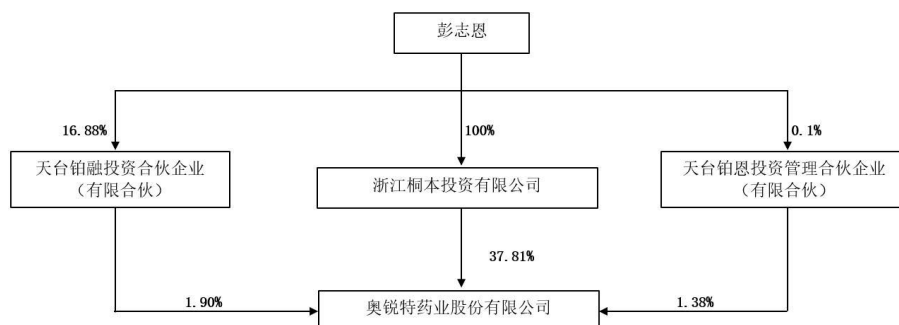 彭志恩
16.88%
100%
0.1%
天台铂融投资合伙企业
（有限合伙）
浙江桐本投资有限公司
天台铂恩投资管理合伙企业
（有限合伙）
37.81%
1.90%
奥锐特药业股份有限公司
1.38%